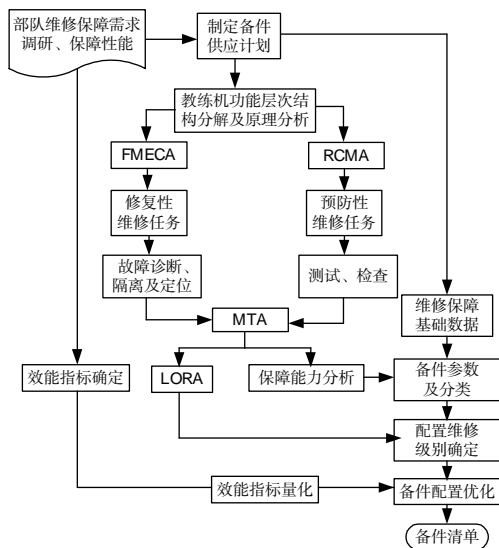 部队维修保障需求
调研、保障性能
制定备件
供应计划
教练机功能层次结
构分解及原理分析
FMECA
RCMA
修复性
维修任务
预防性
维修任务
故障诊断、
隔离及定位
测试、检查
MTA
维修保障
基础数据
效能指标确定
LORA
保障能力分析
备件参数
及分类
配置维修
级别确定
效能指标量化
备件配置优化
备件清单